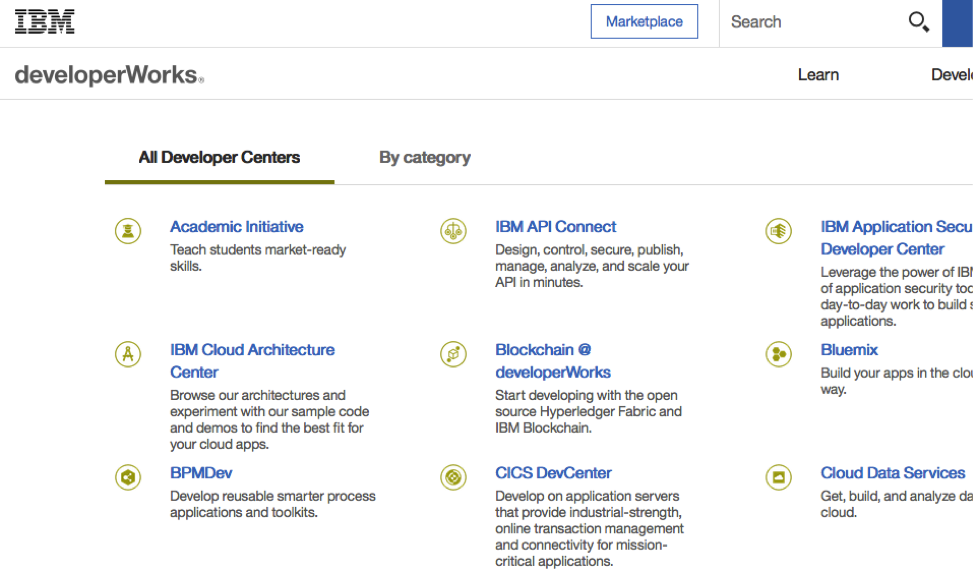 IBM
Marketplace
Search
developerWorks®
Learn
Develo
All Developer Centers
By category
Academic Initiative
Teach students market-ready
skills.
IBM API Connect
Design, control, secure, publish,
manage, analyze, and scale your
API in minutes.
IBM Application Secu
Developer Center
Leverage the power of IBM
of application security too
day-to-day work to build s
applications.
IBM Cloud Architecture
Center
Browse our architectures and
experiment with our sample code
and demos to find the best fit for
your cloud apps.
Blockchain @
developerWorks
Start developing with the open
source Hyperledger Fabric and
IBM Blockchain.
Bluemix
Build your apps in the clou
way.
BPMDev
Develop reusable smarter process
applications and toolkits.
CICS DevCenter
Develop on application servers
that provide industrial-strength,
online transaction management
and connectivity for mission-
critical applications.
Cloud Data Services
Get, build, and analyze da
cloud.